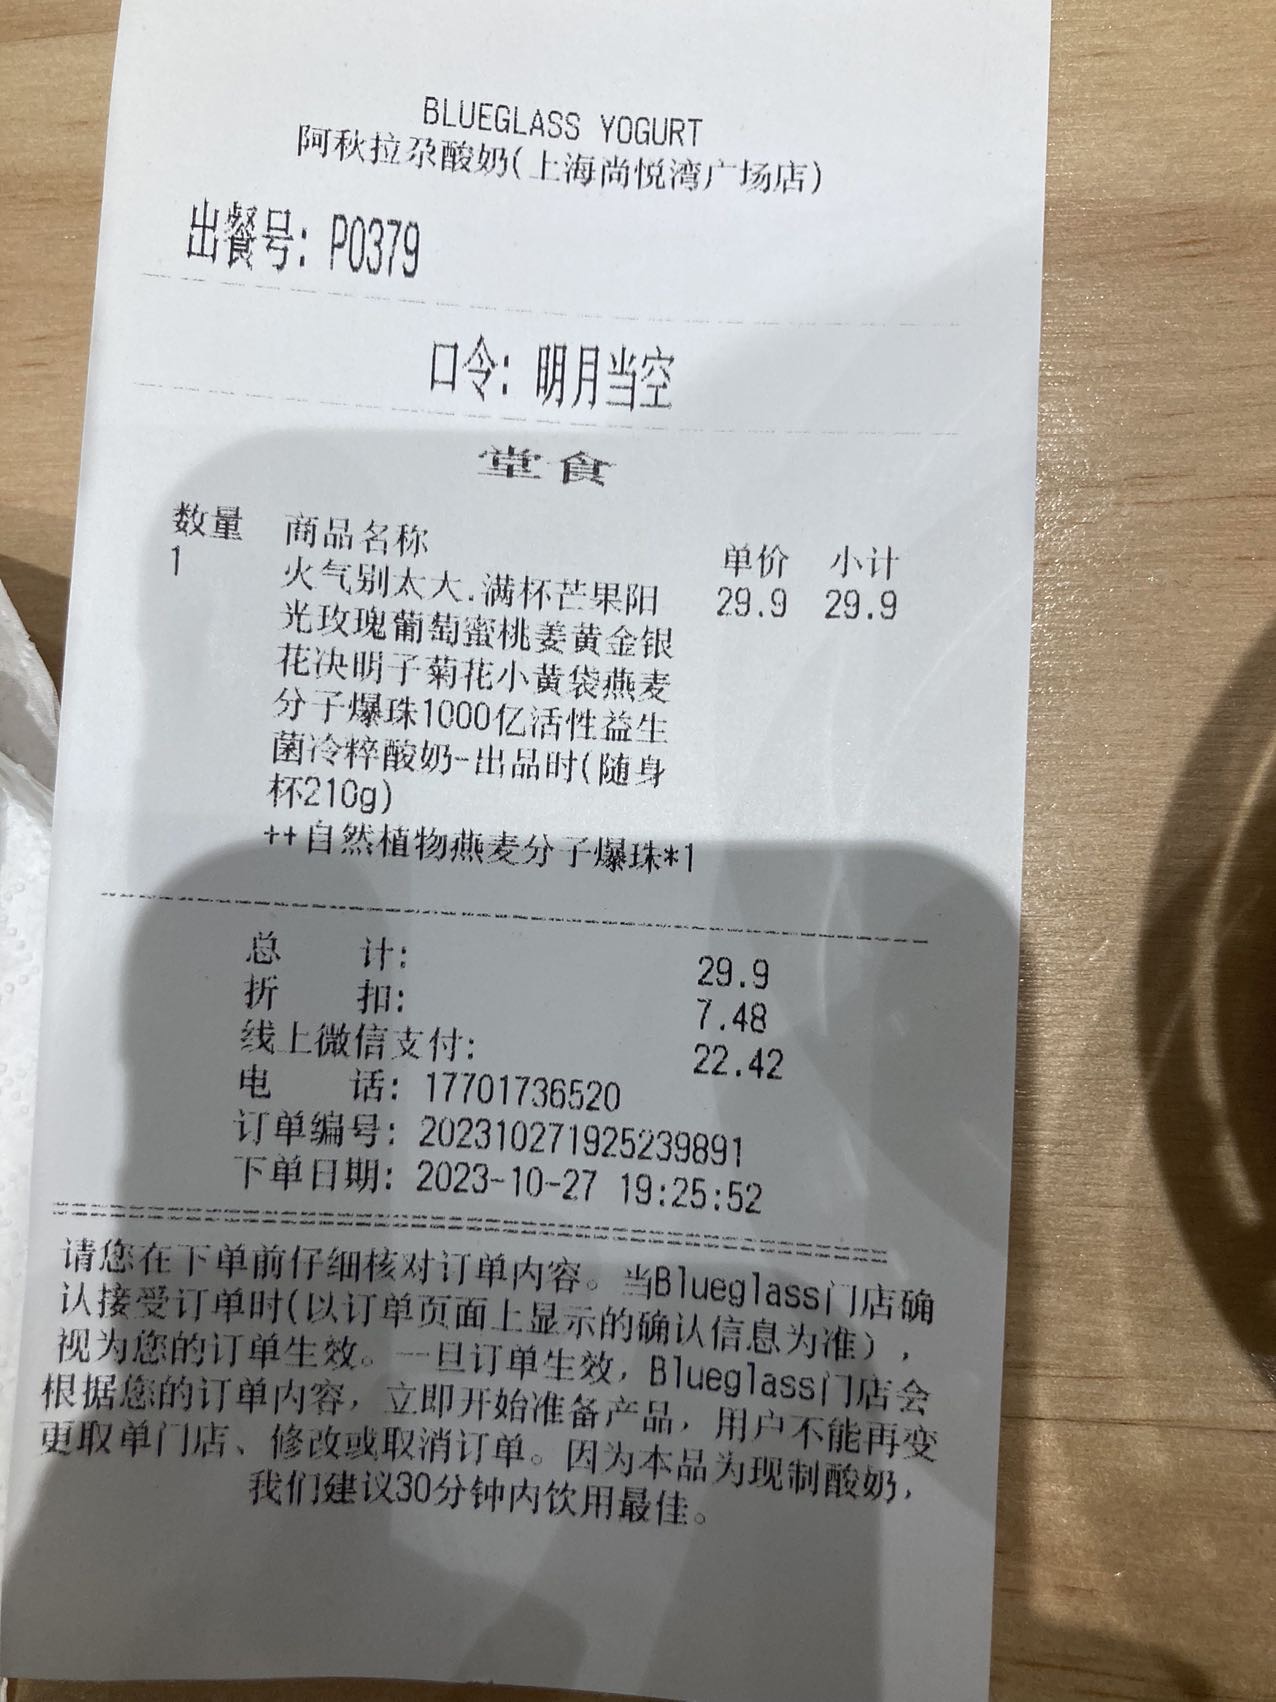 BLUEGLASS YOGURT
阿秋拉尕酸奶(上海尚悦湾广场店)
出餐号: P0379
口令: 明月当空
堂食
数量 商品名称 单价 小计
1 火气别太大.满杯芒果阳 29.9 29.9
光玫瑰葡萄蜜桃姜黄金银
花决明子菊花小黄袋燕麦
分子爆珠1000亿活性益生
菌冷粹酸奶-出品时(随身
杯210g)
++自然植物燕麦分子爆珠*1
总 计: 29.9
折 扣: 7.48
线上微信支付: 22.42
电 话: 17701736520
订单编号: 202310271925239891
下单日期: 2023-10-27 19:25:52
请您在下单前仔细核对订单内容。当Blueglass门店确
认接受订单时(以订单页面上显示的确认信息为准),
视为您的订单生效。一旦订单生效, Blueglass门店会
根据您的订单内容, 立即开始准备产品, 用户不能再变
更取单门店、修改或取消订单。因为本品为现制酸奶,
我们建议30分钟内饮用最佳。